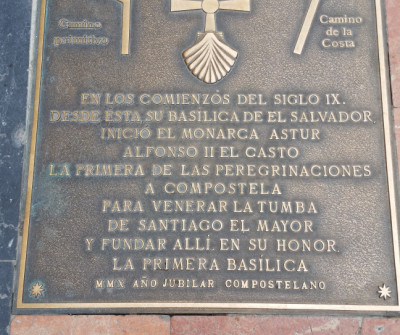 Camino
primitivo
Camino
de la
Costa
EN LOS COMIENZOS DEL SIGLO IX.
DESDE ESTA SU BASILICA DE EL SALVADOR.
INICIÓ EL MONARCA ASTUR
ALFONSO II EL CASTO
LA PRIMERA DE LAS PEREGRINACIONES
A COMPOSTELA
PARA VENERAR LA TUMBA
DE SANTIAGO EL MAYOR
Y FUNDAR ALLÍ, EN SU HONOR.
LA PRIMERA BASÍLICA
MMX AÑO JUBILAR COMPOSTELANO